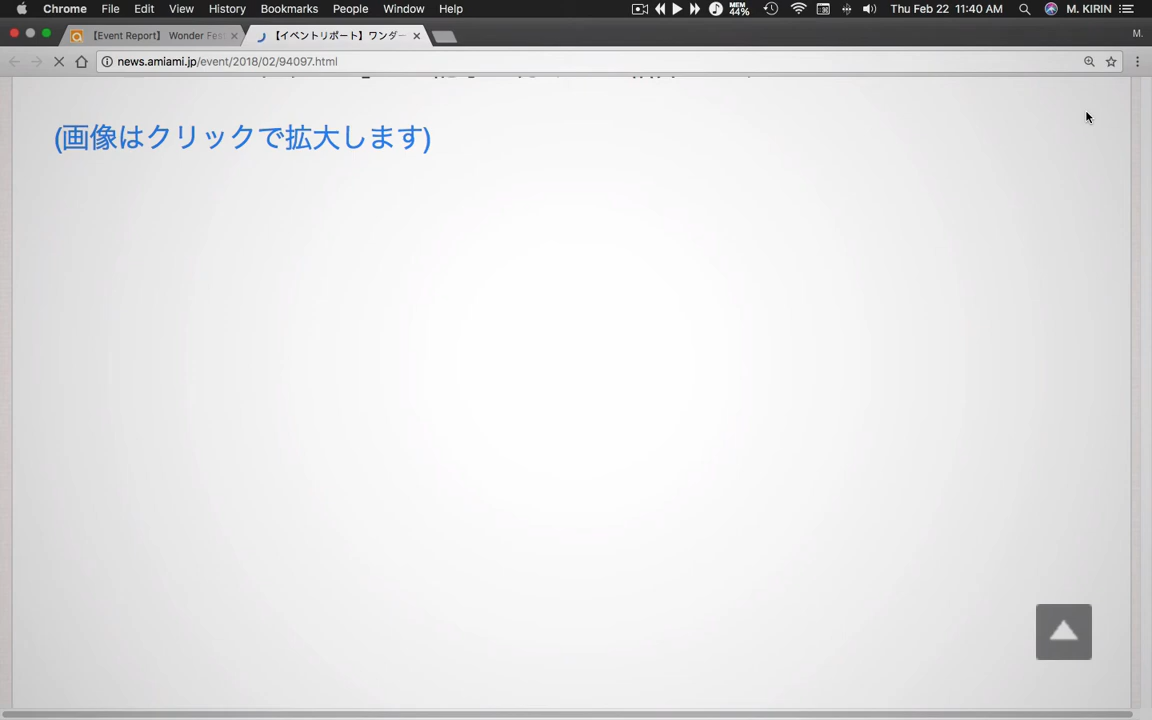 Chrome File Edit View History Bookmarks People Window Help MEM 44% Thu Feb 22 11:40 AM M. KIRIN
【Event Report】 Wonder Fes 【イベントリポート】ワンダー M.
news.amiami.jp/event/2018/02/94097.html
(画像はクリックで拡大します)